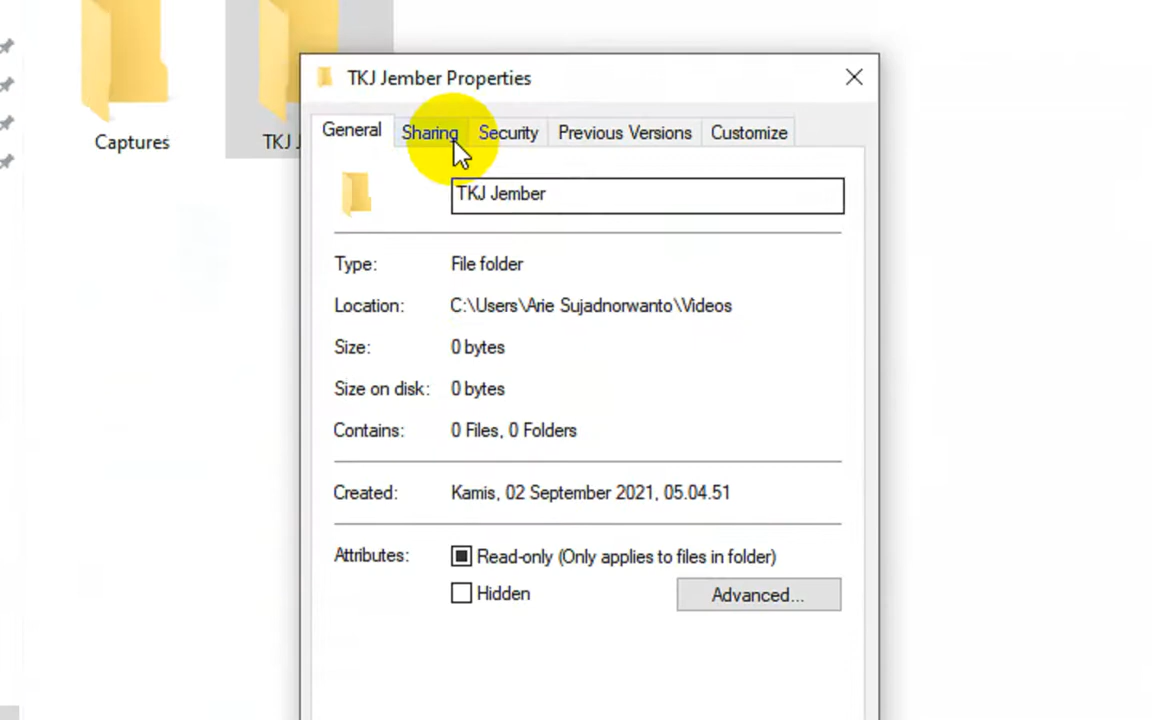 TKJ Jember Properties
Captures
TKJ J
General Sharing Security Previous Versions Customize
TKJ Jember
Type: File folder
Location: C:\Users\Arie Sujadnorwanto\Videos
Size: 0 bytes
Size on disk: 0 bytes
Contains: 0 Files, 0 Folders
Created: Kamis, 02 September 2021, 05.04.51
Attributes: Read-only (Only applies to files in folder)
Hidden Advanced...